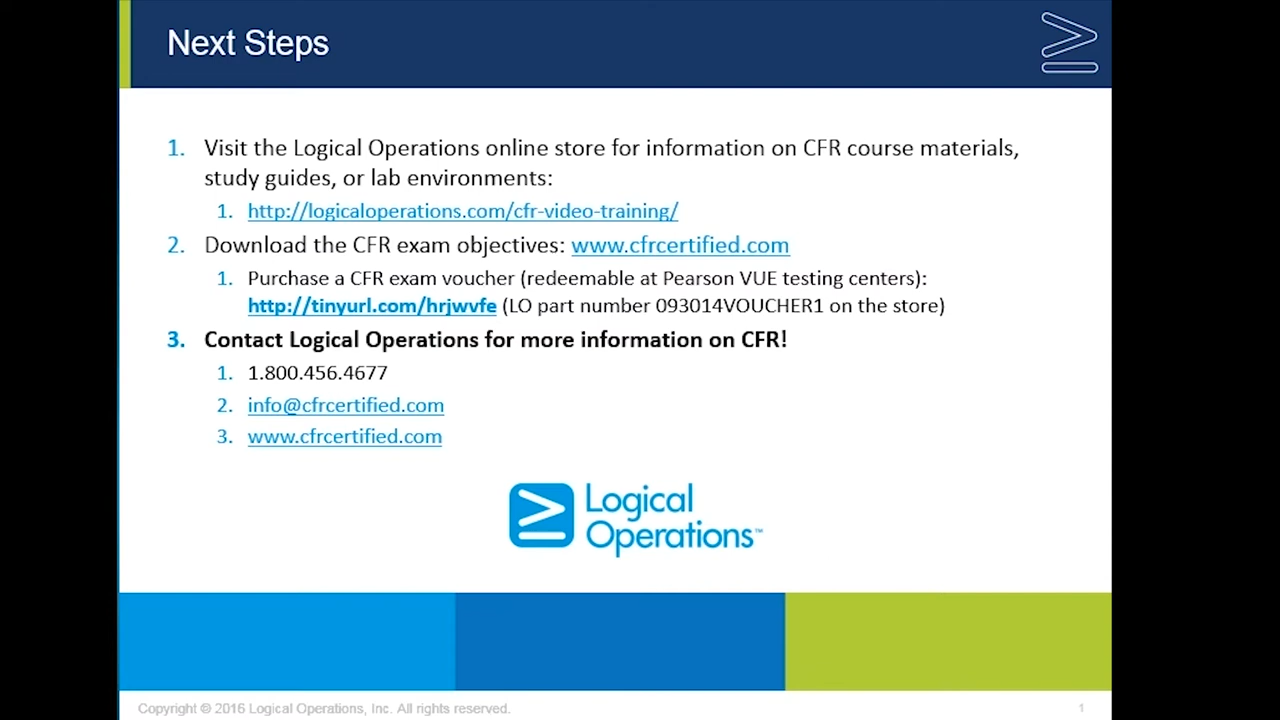 Next Steps
1. Visit the Logical Operations online store for information on CFR course materials,
study guides, or lab environments:
1. http://logicaloperations.com/cfr-video-training/
2. Download the CFR exam objectives: www.cfrcertified.com
1. Purchase a CFR exam voucher (redeemable at Pearson VUE testing centers):
http://tinyurl.com/hrjwvfe (LO part number 093014VOUCHER1 on the store)
3. Contact Logical Operations for more information on CFR!
1. 1.800.456.4677
2. info@cfrcertified.com
3. www.cfrcertified.com
Logical
Operations™
Copyright © 2016 Logical Operations, Inc. All rights reserved.
1